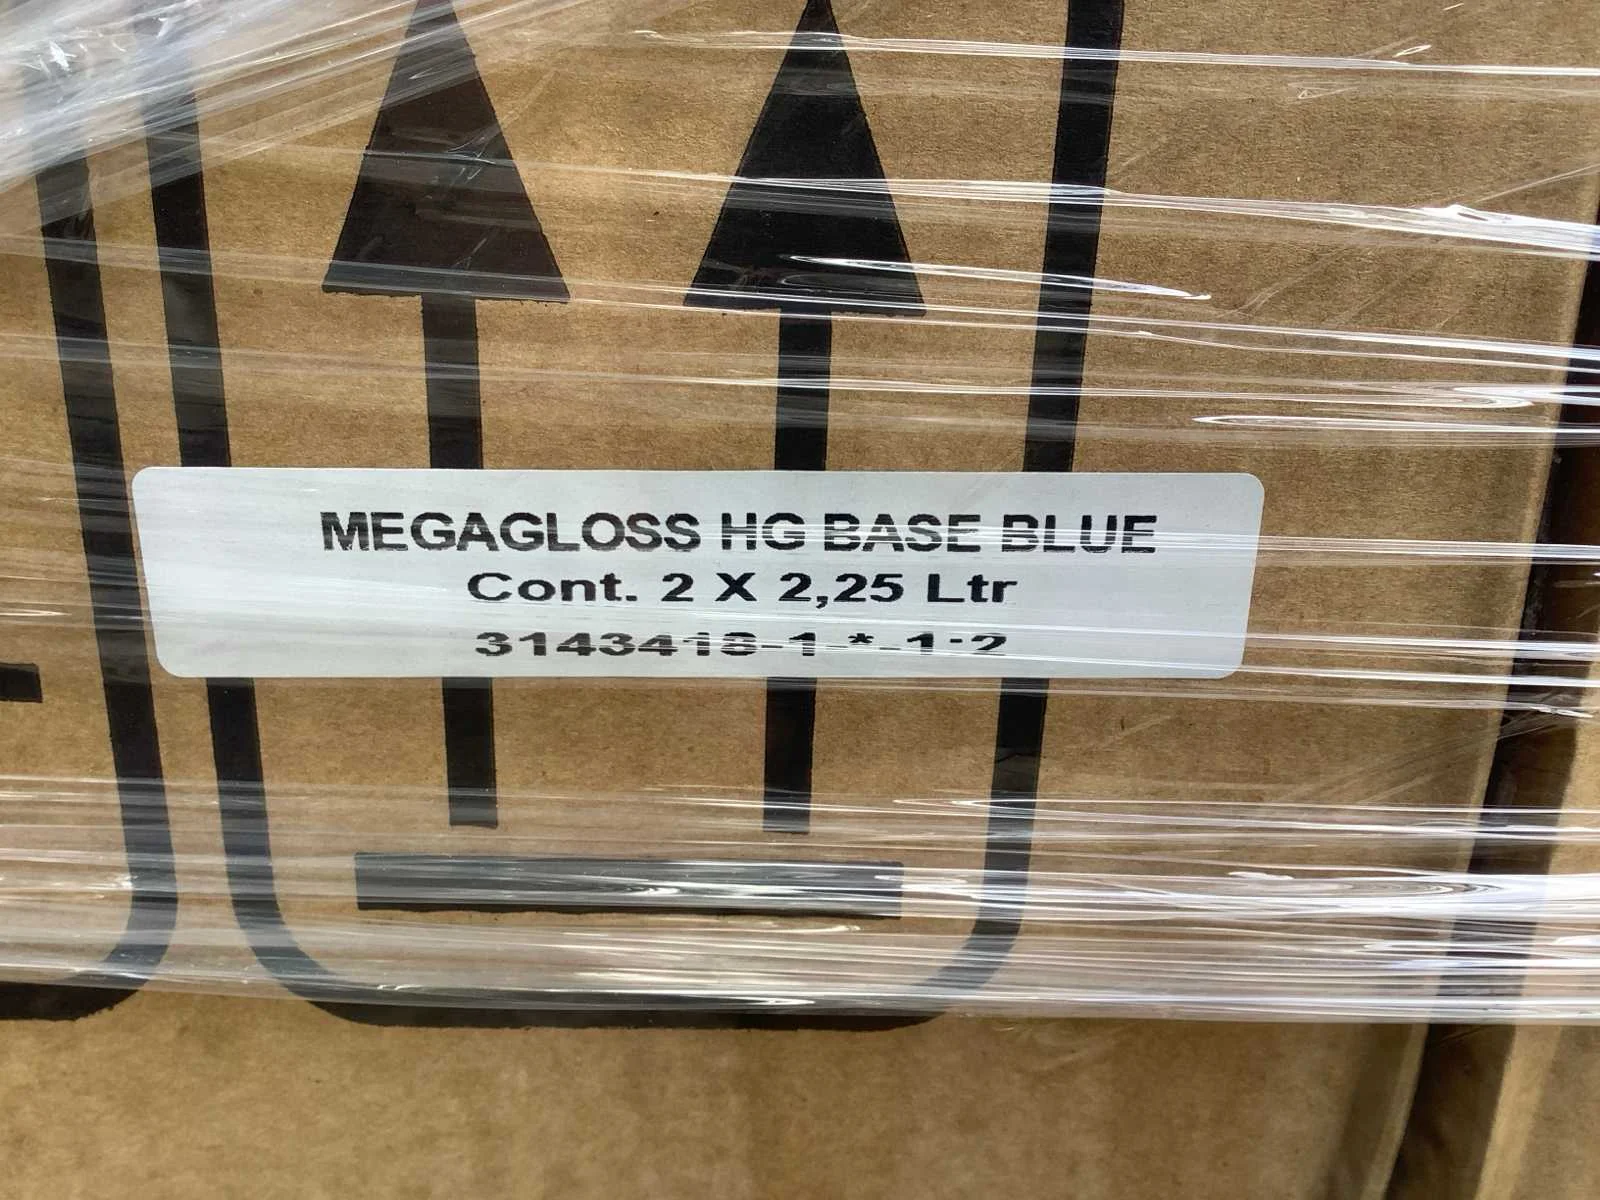 MEGAGLOSS HG BASE BLUE
Cont. 2 X 2,25 Ltr
3143418-1-*-1:2